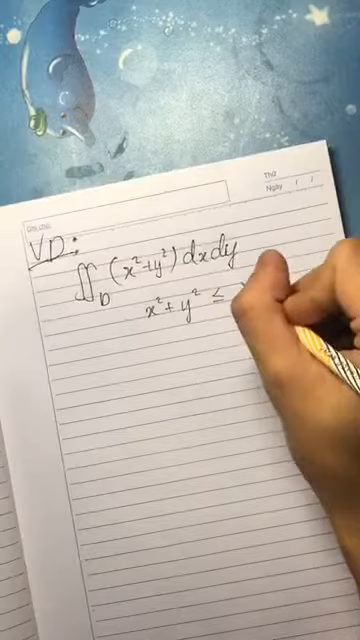 Ghi chú:
Thứ
Ngày / /
VD:
∬_D (x²+y²) dxdy
x² + y² ≤